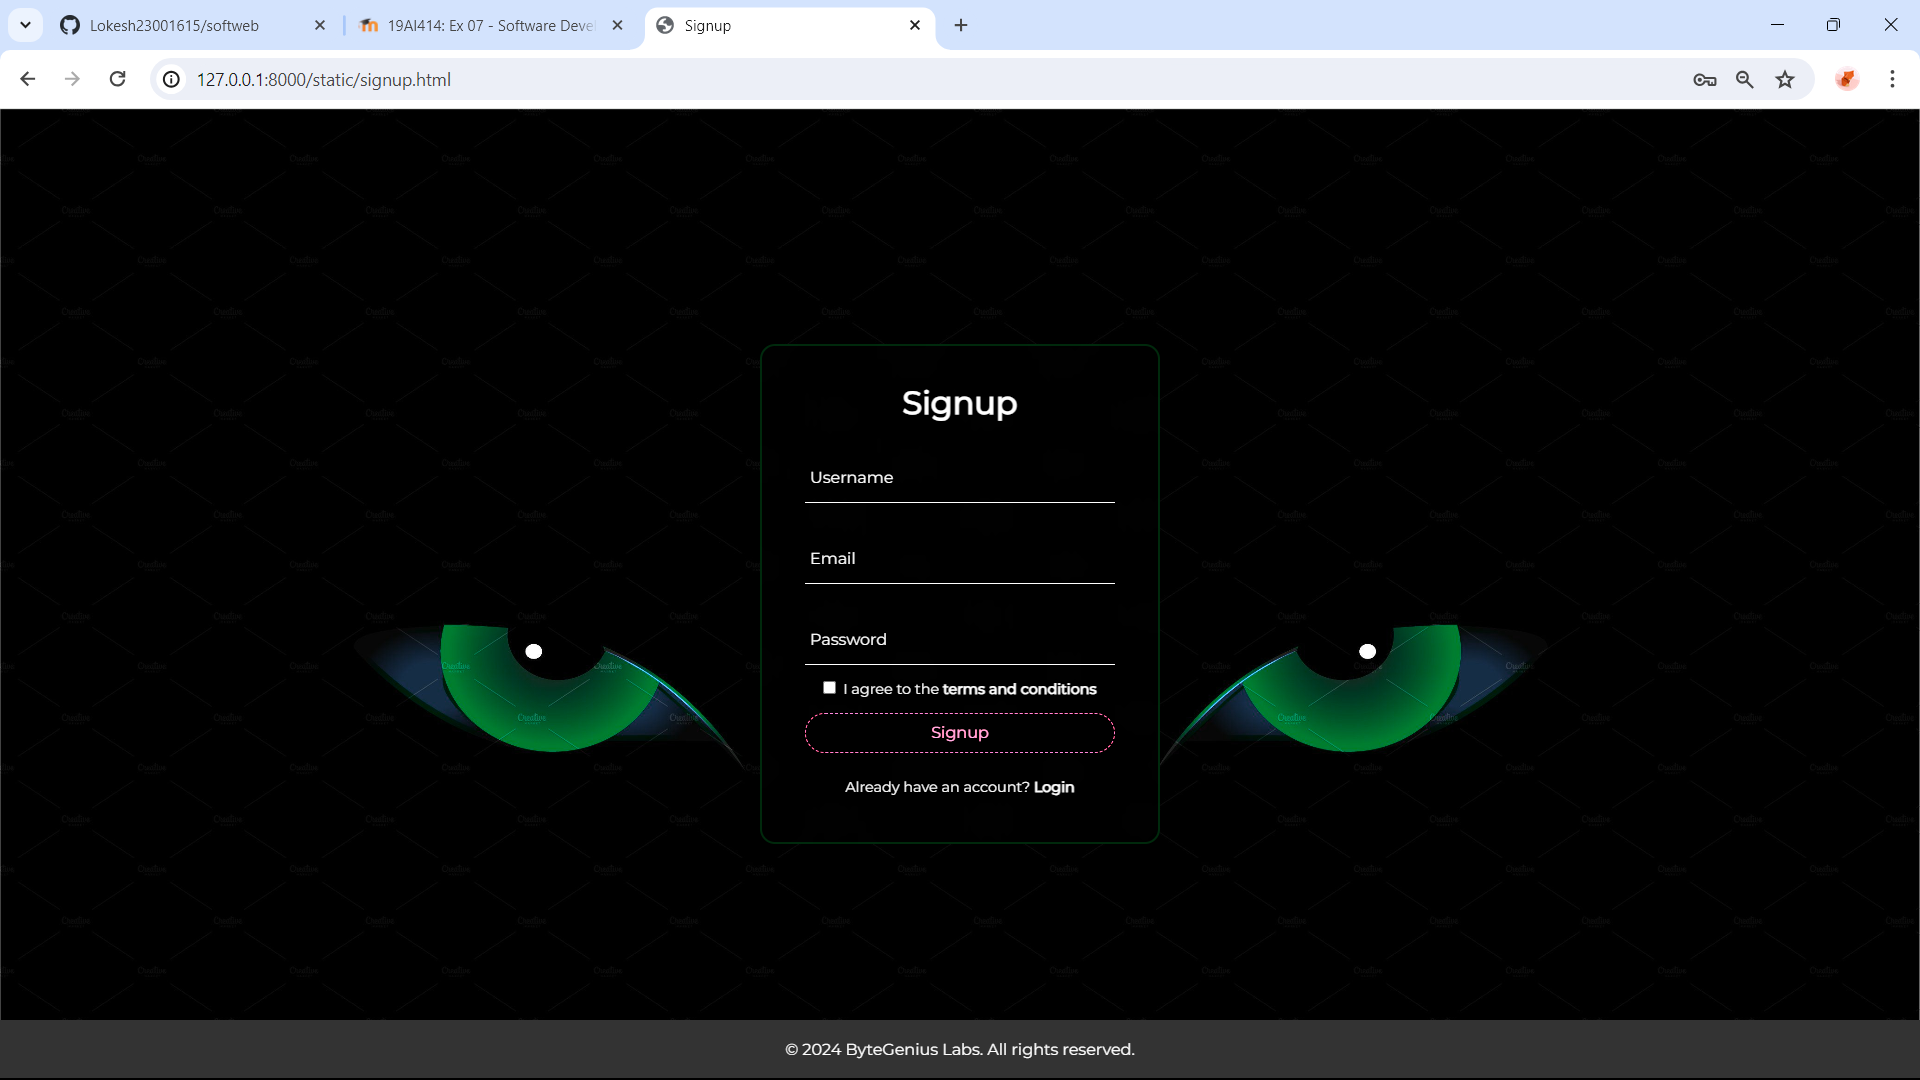 Lokesh23001615/softweb
19AI414: Ex 07 - Software Deve
Signup
127.0.0.1:8000/static/signup.html
Signup
Username
Email
Password
I agree to the terms and conditions
Signup
Already have an account? Login
© 2024 ByteGenius Labs. All rights reserved.